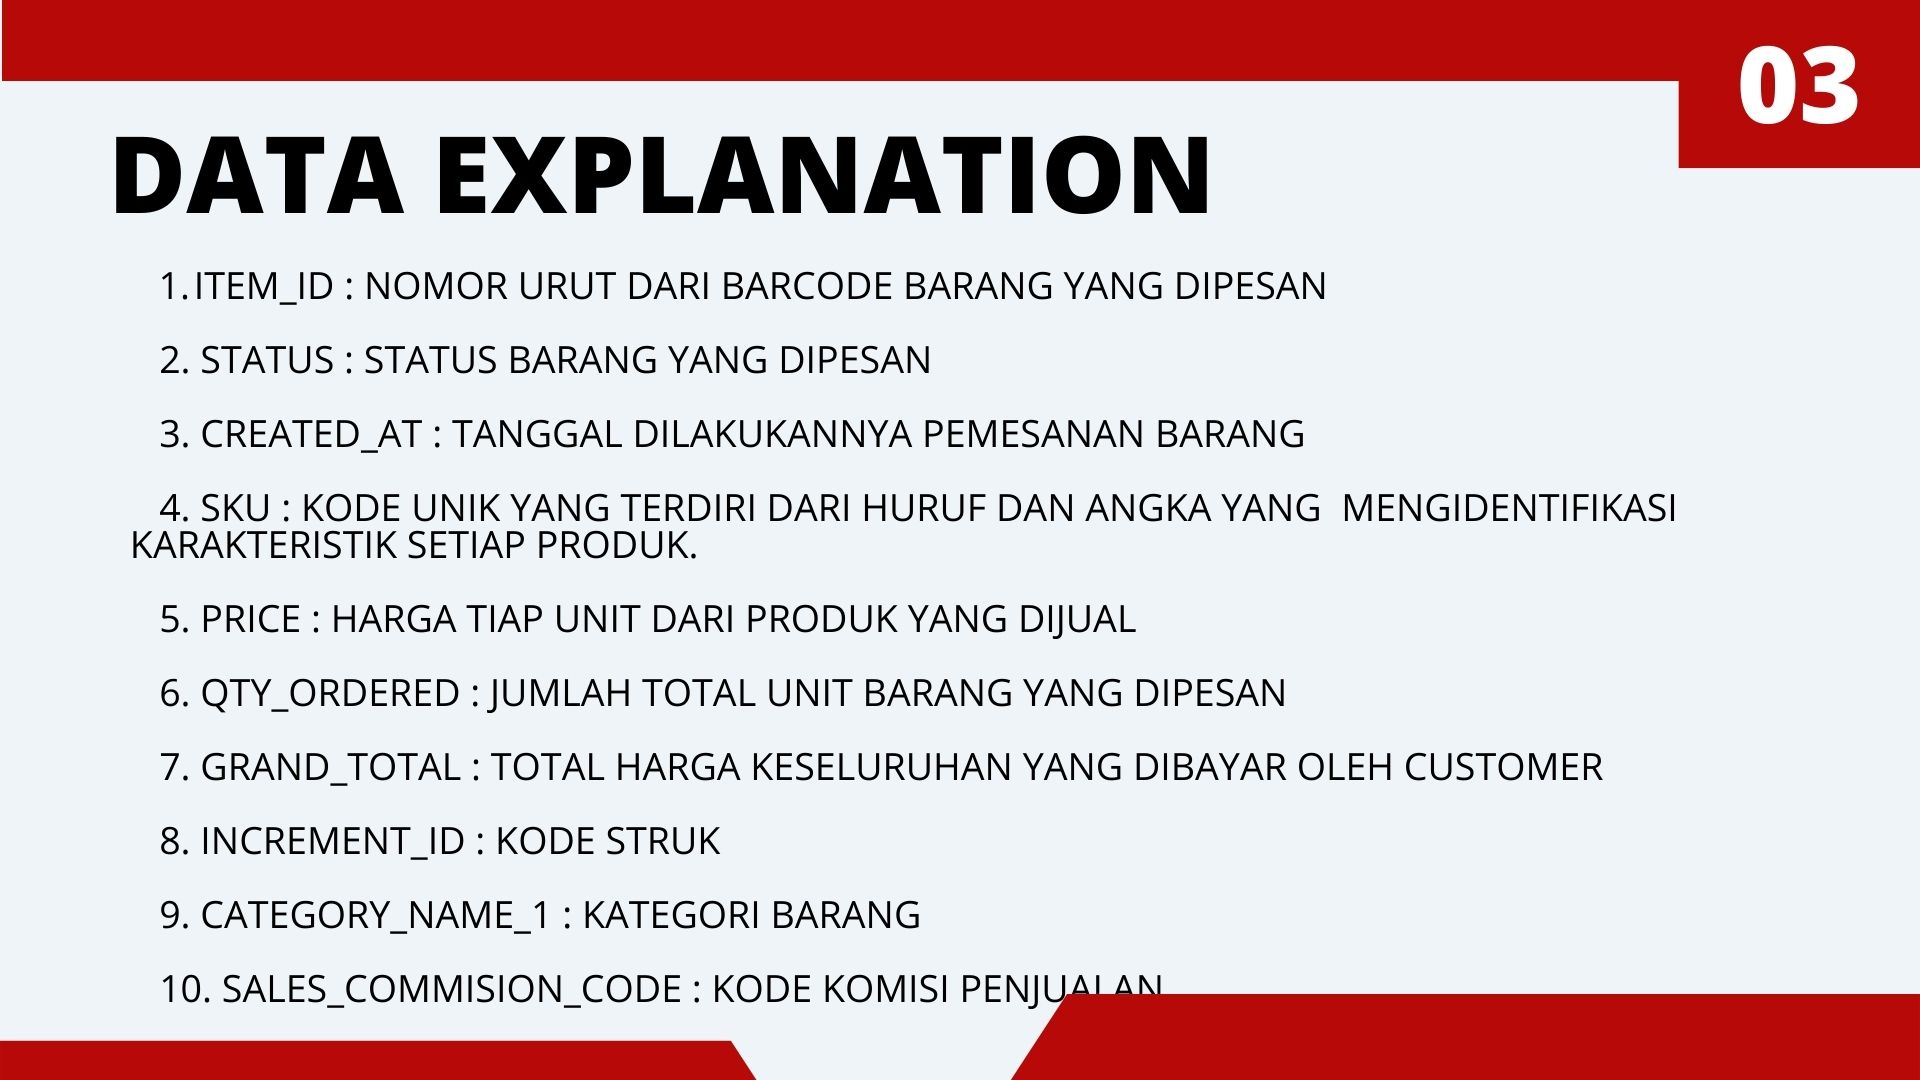 03
DATA EXPLANATION
1. ITEM_ID : NOMOR URUT DARI BARCODE BARANG YANG DIPESAN
2. STATUS : STATUS BARANG YANG DIPESAN
3. CREATED_AT : TANGGAL DILAKUKANNYA PEMESANAN BARANG
4. SKU : KODE UNIK YANG TERDIRI DARI HURUF DAN ANGKA YANG  MENGIDENTIFIKASI
KARAKTERISTIK SETIAP PRODUK.
5. PRICE : HARGA TIAP UNIT DARI PRODUK YANG DIJUAL
6. QTY_ORDERED : JUMLAH TOTAL UNIT BARANG YANG DIPESAN
7. GRAND_TOTAL : TOTAL HARGA KESELURUHAN YANG DIBAYAR OLEH CUSTOMER
8. INCREMENT_ID : KODE STRUK
9. CATEGORY_NAME_1 : KATEGORI BARANG
10. SALES_COMMISION_CODE : KODE KOMISI PENJUALAN